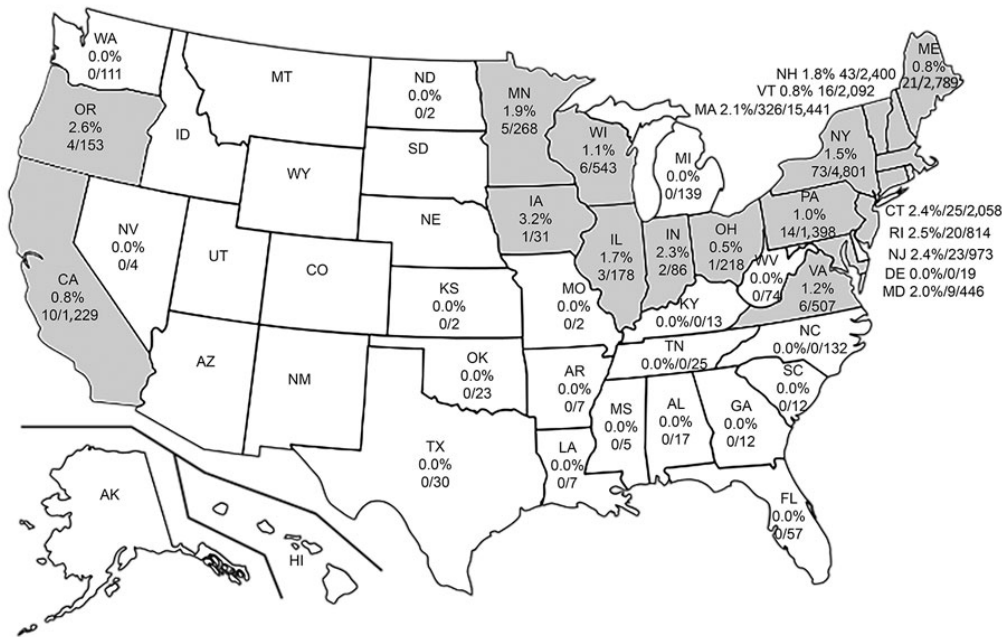 WA
0.0%
0/111
MT
ND
0.0%
0/2
MN
1.9%
5/268
NH 1.8% 43/2,400
VT 0.8% 16/2,092
MA 2.1%/326/15,441
ME
0.8%
21/2,789
OR
2.6%
4/153
ID
SD
WI
1.1%
6/543
MI
0.0%
0/139
NY
1.5%
73/4,801
WY
IA
3.2%
1/31
PA
1.0%
14/1,398
CT 2.4%/25/2,058
RI 2.5%/20/814
NJ 2.4%/23/973
DE 0.0%/0/19
MD 2.0%/9/446
NV
0.0%
0/4
UT
NE
IL
1.7%
3/178
IN
2.3%
2/86
OH
0.5%
1/218
WV
0.0%
0/74
VA
1.2%
6/507
CA
0.8%
10/1,229
CO
KS
0.0%
0/2
MO
0.0%
0/2
KY
0.0%/0/13
NC
0.0%/0/132
TN
0.0%/0/25
AZ
NM
OK
0.0%
0/23
AR
0.0%
0/7
SC
0.0%
0/12
MS
0.0%
0/5
AL
0.0%
0/17
GA
0.0%
0/12
TX
0.0%
0/30
LA
0.0%
0/7
FL
0.0%
0/57
AK
HI